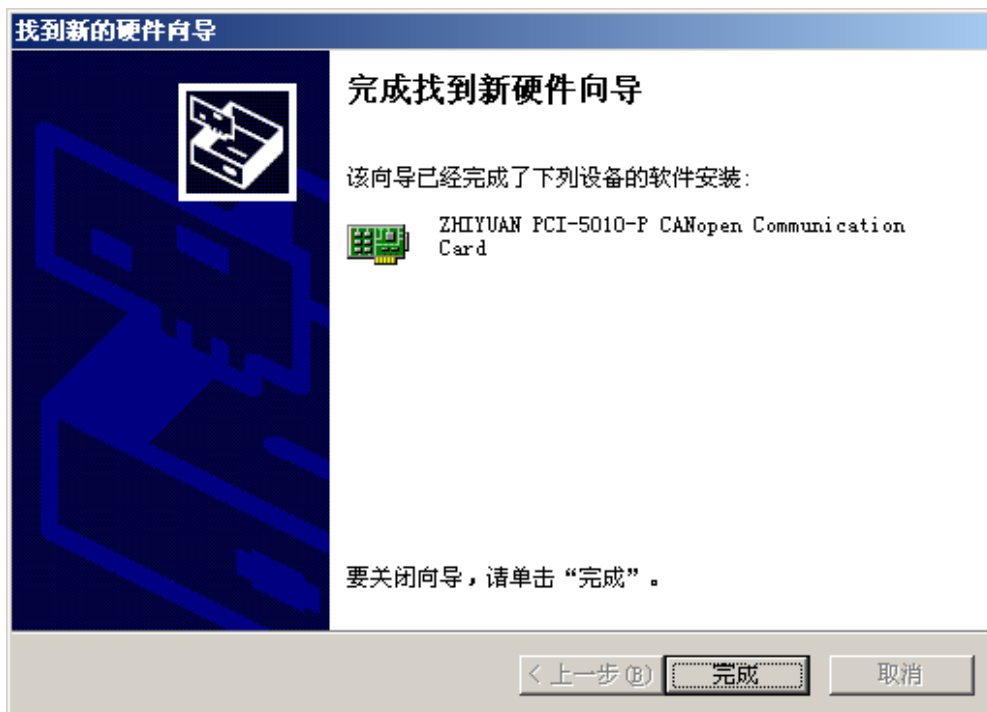 找到新的硬件向导
完成找到新硬件向导
该向导已经完成了下列设备的软件安装:
ZHIYUAN PCI-5010-P CANopen Communication
Card
要关闭向导，请单击“完成”。
< 上一步(B)
完成
取消